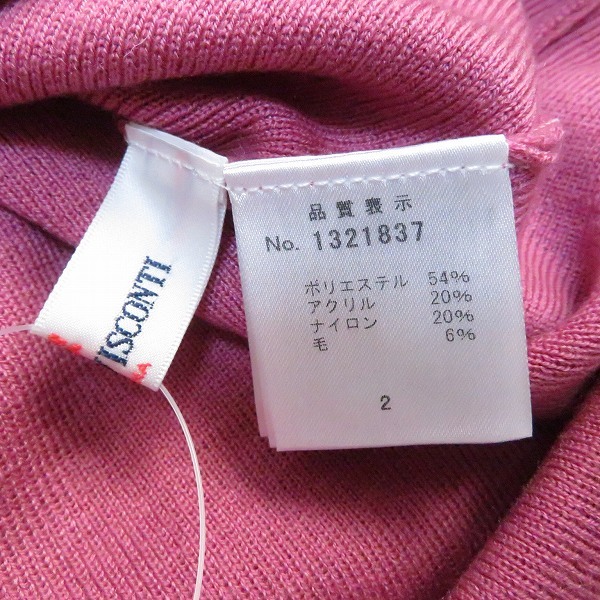 ISCONTI
品質表示
No. 1321837
ポリエステル 54%
アクリル 20%
ナイロン 20%
毛 6%
2